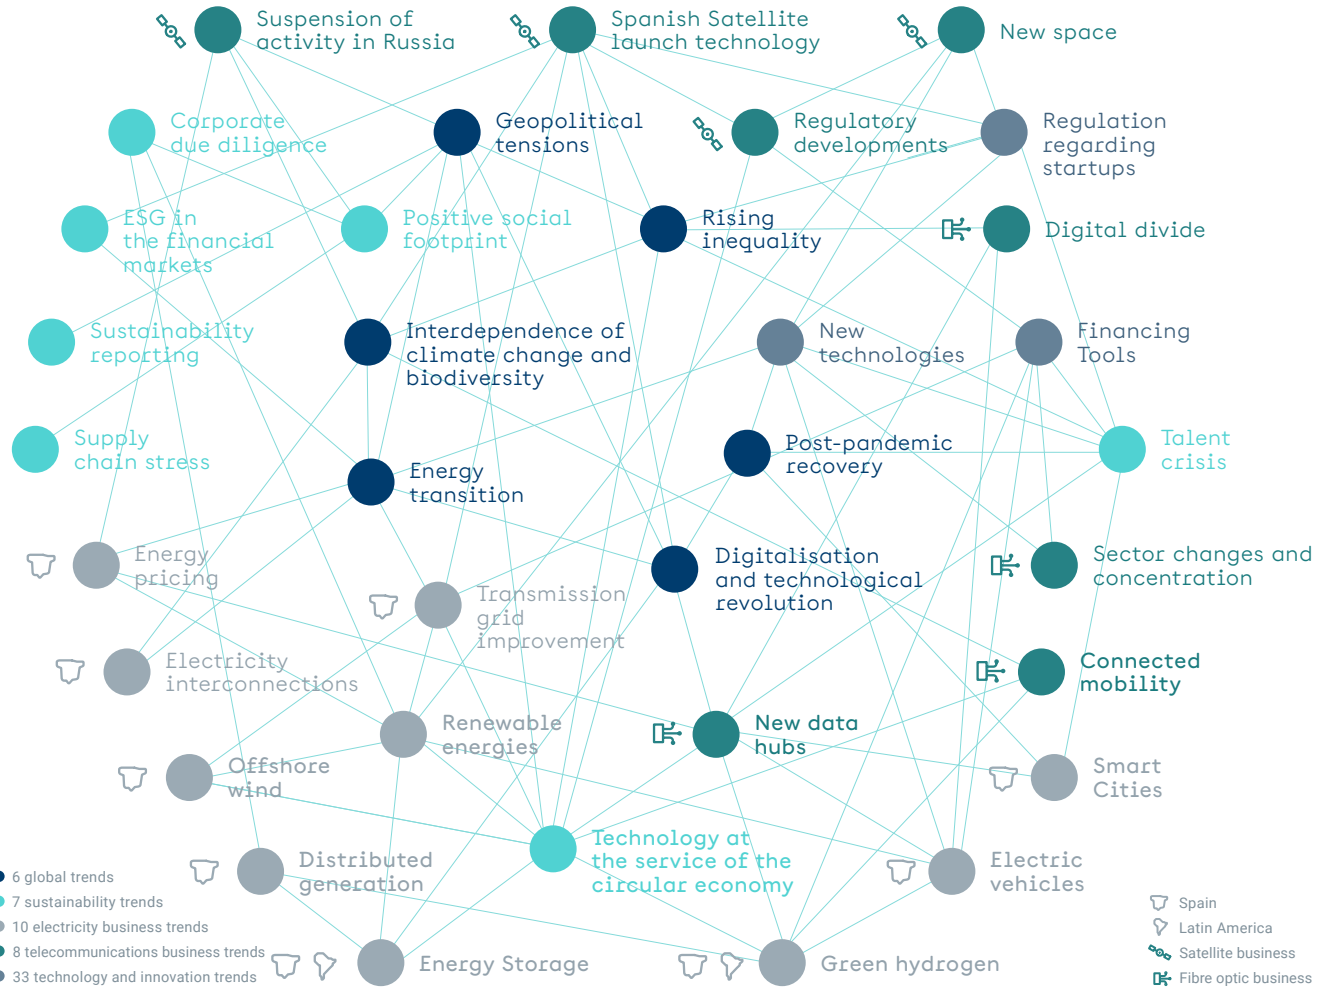 Suspension of
activity in Russia
Spanish Satellite
launch technology
New space
Corporate
due diligence
Geopolitical
tensions
Regulatory
developments
Regulation
regarding
startups
ESG in
the financial
markets
Positive social
footprint
Rising
inequality
Digital divide
Sustainability
reporting
Interdependence of
climate change and
biodiversity
New
technologies
Financing
Tools
Supply
chain stress
Energy
transition
Post-pandemic
recovery
Talent
crisis
Energy
pricing
Transmission
grid
improvement
Digitalisation
and technological
revolution
Sector changes and
concentration
Electricity
interconnections
Connected
mobility
Renewable
energies
New data
hubs
Offshore
wind
Smart
Cities
Distributed
generation
Technology at
the service of the
circular economy
Electric
vehicles
Energy Storage
Green hydrogen
6 global trends
7 sustainability trends
10 electricity business trends
8 telecommunications business trends
33 technology and innovation trends
Spain
Latin America
Satellite business
Fibre optic business